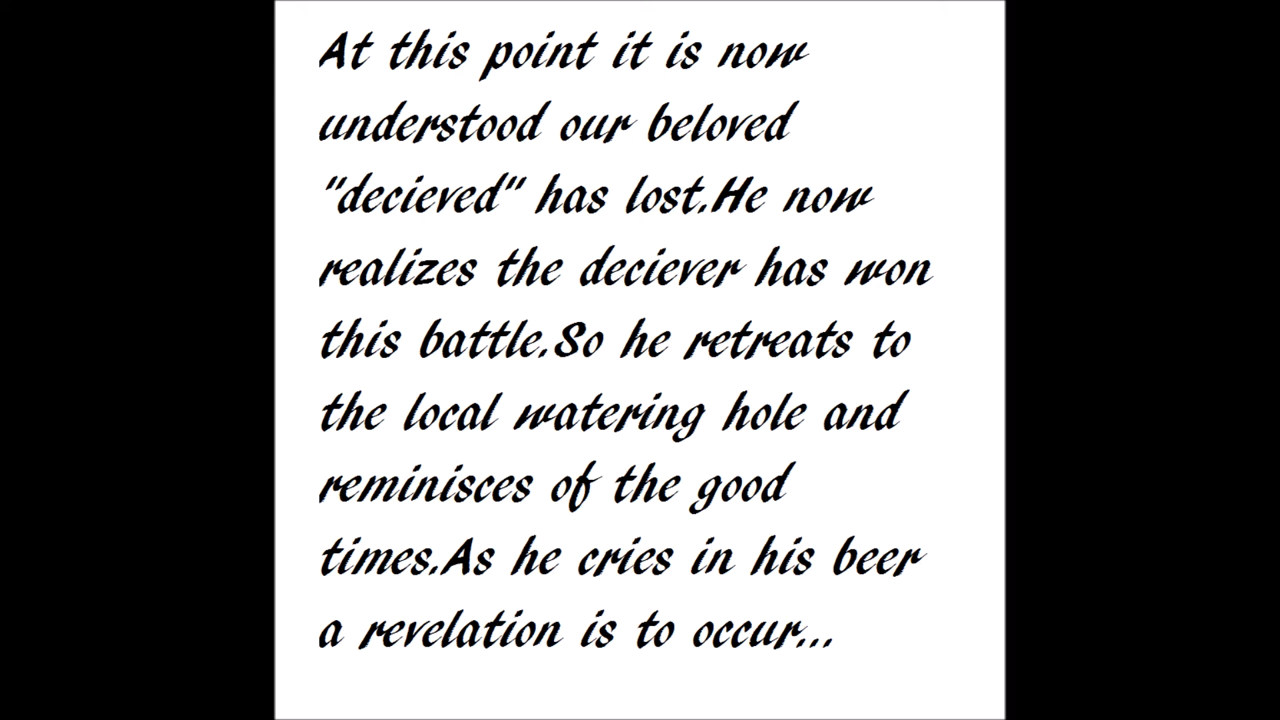 At this point it is now
understood our beloved
"decieved" has lost.He now
realizes the deciever has won
this battle.So he retreats to
the local watering hole and
reminisces of the good
times.As he cries in his beer
a revelation is to occur...